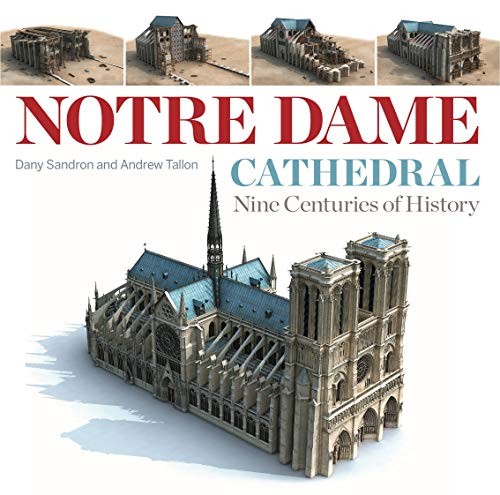 NOTRE DAME
Dany Sandron and Andrew Tallon
CATHEDRAL
Nine Centuries of History